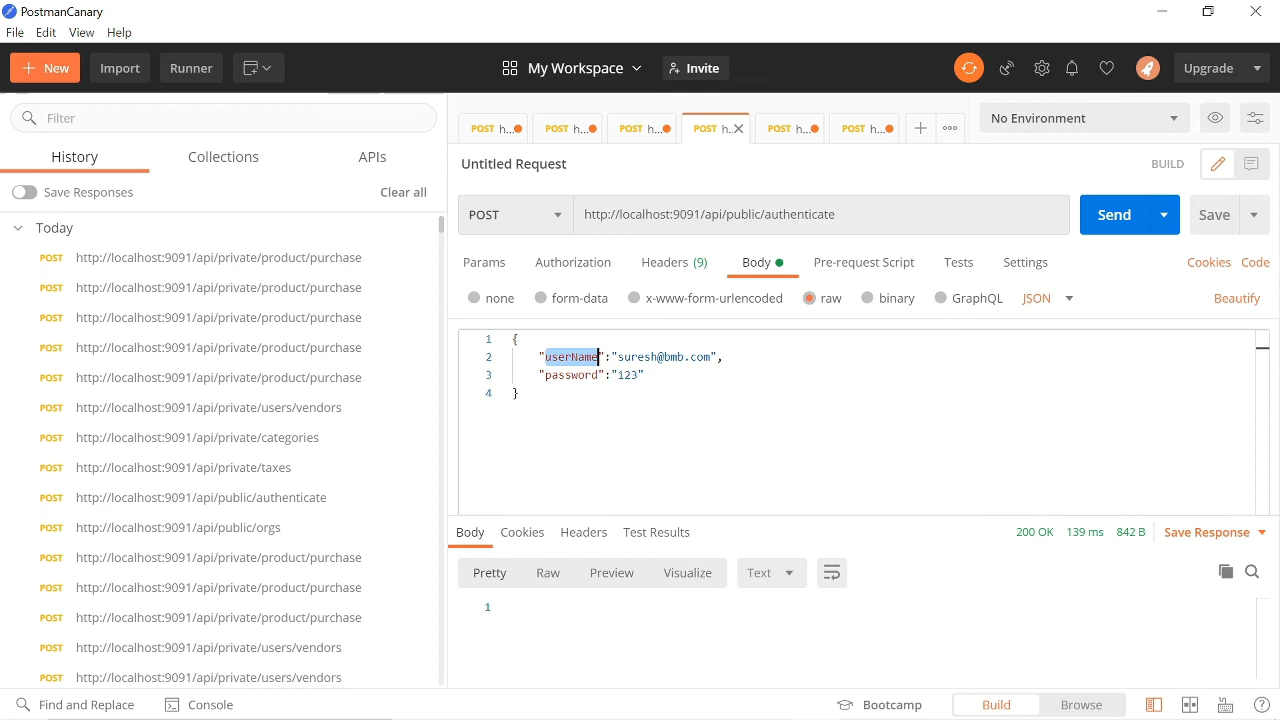 PostmanCanary
File Edit View Help
New Import Runner My Workspace Invite Upgrade
Filter
History Collections APIs
Save Responses Clear all
Today
POST http://localhost:9091/api/private/product/purchase
POST http://localhost:9091/api/private/product/purchase
POST http://localhost:9091/api/private/product/purchase
POST http://localhost:9091/api/private/product/purchase
POST http://localhost:9091/api/private/product/purchase
POST http://localhost:9091/api/private/users/vendors
POST http://localhost:9091/api/private/categories
POST http://localhost:9091/api/private/taxes
POST http://localhost:9091/api/public/authenticate
POST http://localhost:9091/api/public/orgs
POST http://localhost:9091/api/private/product/purchase
POST http://localhost:9091/api/private/product/purchase
POST http://localhost:9091/api/private/product/purchase
POST http://localhost:9091/api/private/users/vendors
POST http://localhost:9091/api/private/users/vendors
POST h... POST h... POST h... POST h.. POST h... POST h... No Environment
Untitled Request BUILD
POST http://localhost:9091/api/public/authenticate Send Save
Params Authorization Headers (9) Body Pre-request Script Tests Settings Cookies Code
none form-data x-www-form-urlencoded raw binary GraphQL JSON Beautify
1 {
2 "userName":"suresh@bmb.com",
3 "password":"123"
4 }
Body Cookies Headers Test Results 200 OK 139 ms 842 B Save Response
Pretty Raw Preview Visualize Text
1
Find and Replace Console Bootcamp Build Browse